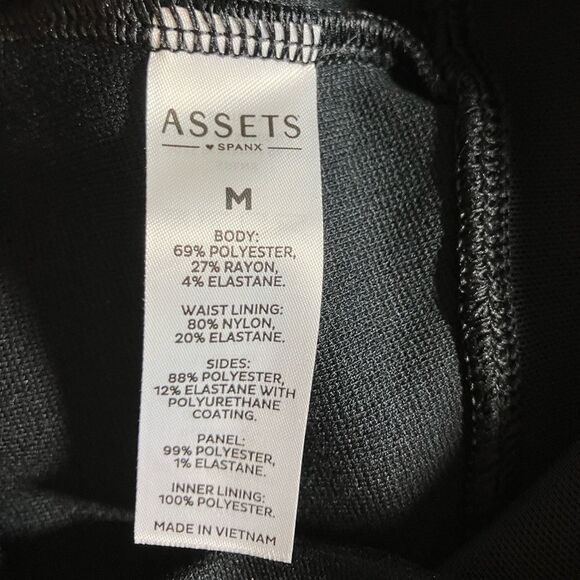 ASSETS
♥ SPANX
M
BODY:
69% POLYESTER,
27% RAYON,
4% ELASTANE.
WAIST LINING:
80% NYLON,
20% ELASTANE.
SIDES:
88% POLYESTER,
12% ELASTANE WITH
POLYURETHANE
COATING.
PANEL:
99% POLYESTER,
1% ELASTANE.
INNER LINING:
100% POLYESTER.
MADE IN VIETNAM